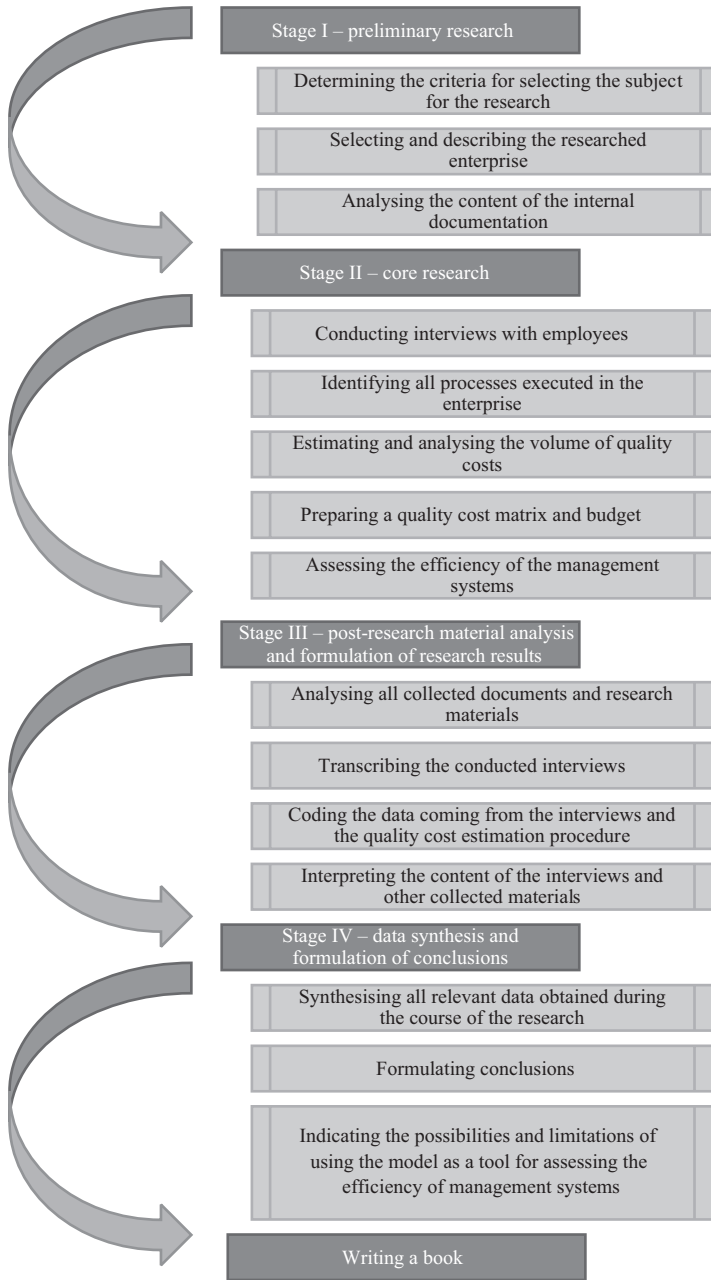 Stage I – preliminary research
Determining the criteria for selecting the subject
for the research
Selecting and describing the researched
enterprise
Analysing the content of the internal
documentation
Stage II – core research
Conducting interviews with employees
Identifying all processes executed in the
enterprise
Estimating and analysing the volume of quality
costs
Preparing a quality cost matrix and budget
Assessing the efficiency of the management
systems
Stage III – post-research material analysis
and formulation of research results
Analysing all collected documents and research
materials
Transcribing the conducted interviews
Coding the data coming from the interviews and
the quality cost estimation procedure
Interpreting the content of the interviews and
other collected materials
Stage IV – data synthesis and
formulation of conclusions
Synthesising all relevant data obtained during
the course of the research
Formulating conclusions
Indicating the possibilities and limitations of
using the model as a tool for assessing the
efficiency of management systems
Writing a book